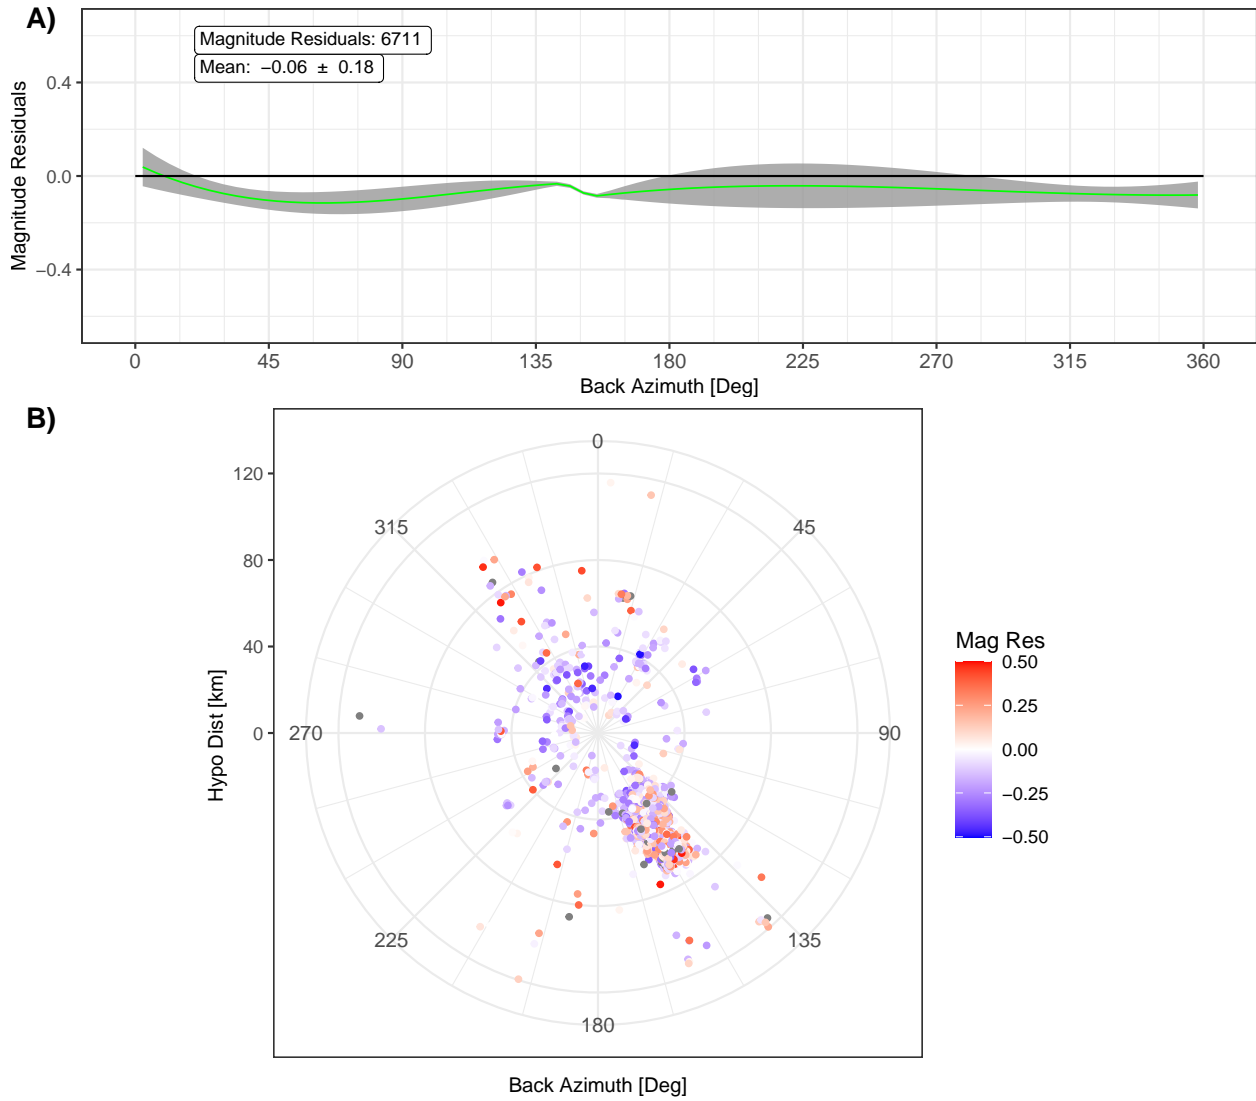 A)
Magnitude Residuals: 6711
Mean:  −0.06  ±  0.18
Magnitude Residuals
0.4
0.0
−0.4
0 45 90 135 180 225 270 315 360
Back Azimuth [Deg]
B)
Hypo Dist [km]
120
80
40
0
0
45
90
135
180
225
270
315
Back Azimuth [Deg]
Mag Res
0.50
0.25
0.00
−0.25
−0.50